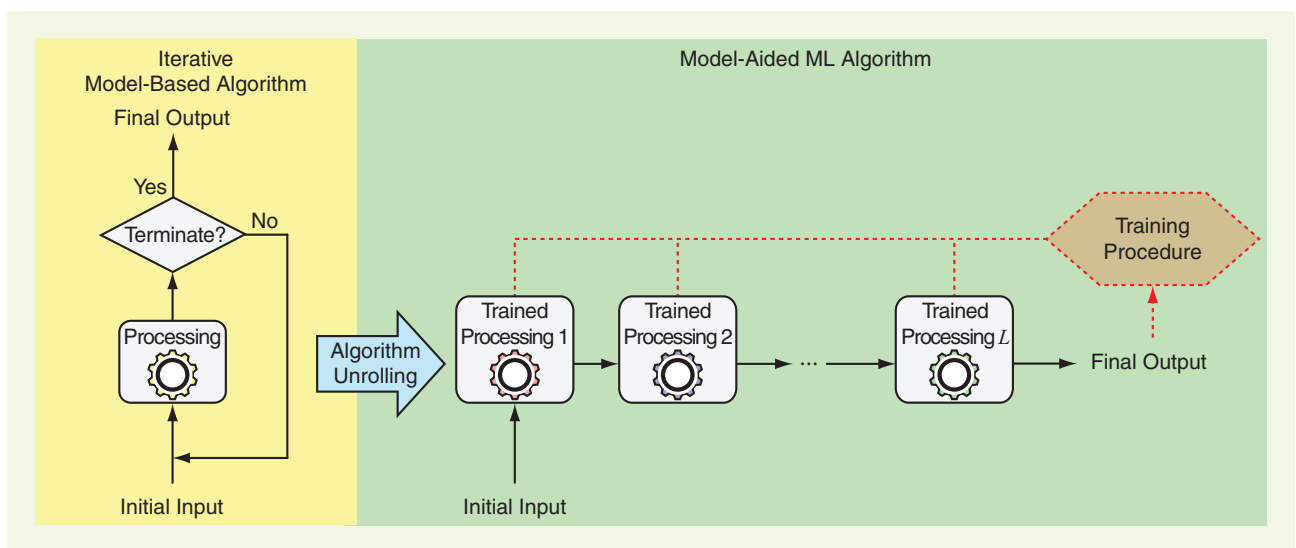 Iterative
Model-Based Algorithm
Final Output
Yes
No
Terminate?
Processing
Initial Input
Algorithm
Unrolling
Model-Aided ML Algorithm
Training
Procedure
Trained
Processing 1
Trained
Processing 2
...
Trained
Processing L
Final Output
Initial Input